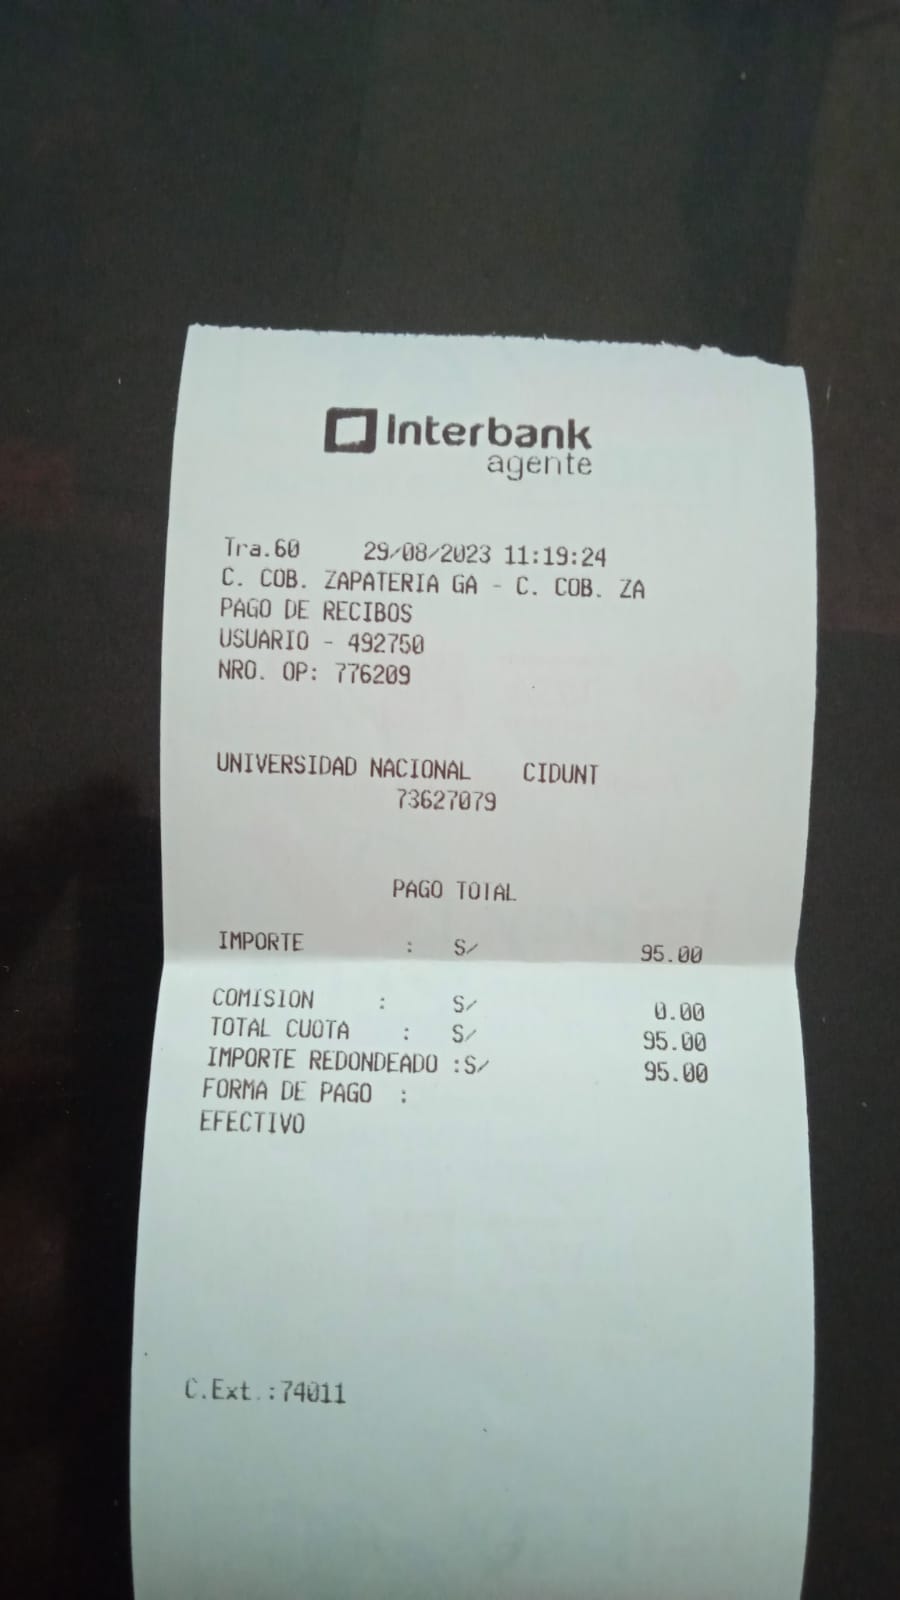 Interbank
agente
Tra.60 29/08/2023 11:19:24
C. COB. ZAPATERIA GA - C. COB. ZA
PAGO DE RECIBOS
USUARIO - 492750
NRO. OP: 776209
UNIVERSIDAD NACIONAL CIDUNT
73627079
PAGO TOTAL
IMPORTE : S/ 95.00
COMISION : S/ 0.00
TOTAL CUOTA : S/ 95.00
IMPORTE REDONDEADO :S/ 95.00
FORMA DE PAGO :
EFECTIVO
C.Ext.:74011